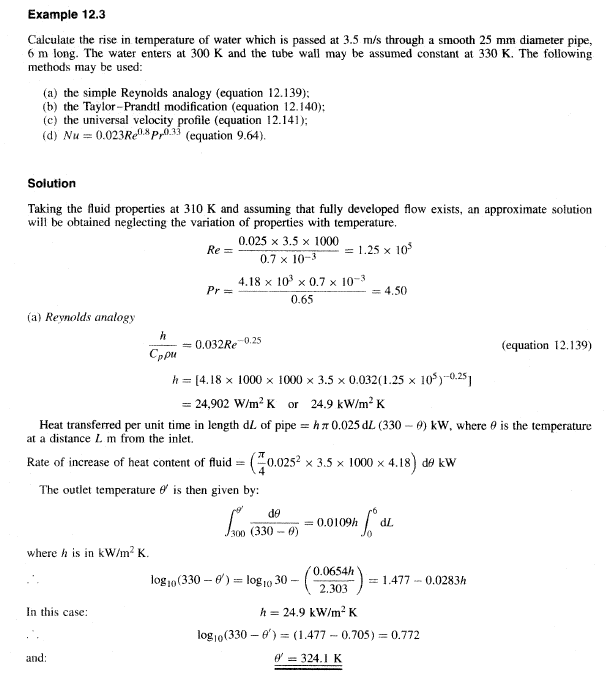 Example 12.3
Calculate the rise in temperature of water which is passed at 3.5 m/s through a smooth 25 mm diameter pipe,
6 m long. The water enters at 300 K and the tube wall may be assumed constant at 330 K. The following
methods may be used:
(a) the simple Reynolds analogy (equation 12.139);
(b) the Taylor–Prandtl modification (equation 12.140);
(c) the universal velocity profile (equation 12.141);
(d) Nu = 0.023Re^0.8 Pr^0.33 (equation 9.64).
Solution
Taking the fluid properties at 310 K and assuming that fully developed flow exists, an approximate solution
will be obtained neglecting the variation of properties with temperature.
Re = (0.025 × 3.5 × 1000) / (0.7 × 10^−3) = 1.25 × 10^5
Pr = (4.18 × 10^3 × 0.7 × 10^−3) / 0.65 = 4.50
(a) Reynolds analogy
h / (C_p ρu) = 0.032Re^−0.25 (equation 12.139)
h = [4.18 × 1000 × 1000 × 3.5 × 0.032(1.25 × 10^5)^−0.25]
= 24,902 W/m² K or 24.9 kW/m² K
Heat transferred per unit time in length dL of pipe = h π 0.025 dL (330 − θ) kW, where θ is the temperature
at a distance L m from the inlet.
Rate of increase of heat content of fluid = (π/4 0.025² × 3.5 × 1000 × 4.18) dθ kW
The outlet temperature θ′ is then given by:
∫_300^θ′ dθ / (330 − θ) = 0.0109h ∫_0^6 dL
where h is in kW/m² K.
∴ log₁₀(330 − θ′) = log₁₀ 30 − (0.0654h / 2.303) = 1.477 − 0.0283h
In this case: h = 24.9 kW/m² K
∴ log₁₀(330 − θ′) = (1.477 − 0.705) = 0.772
and: θ′ = 324.1 K